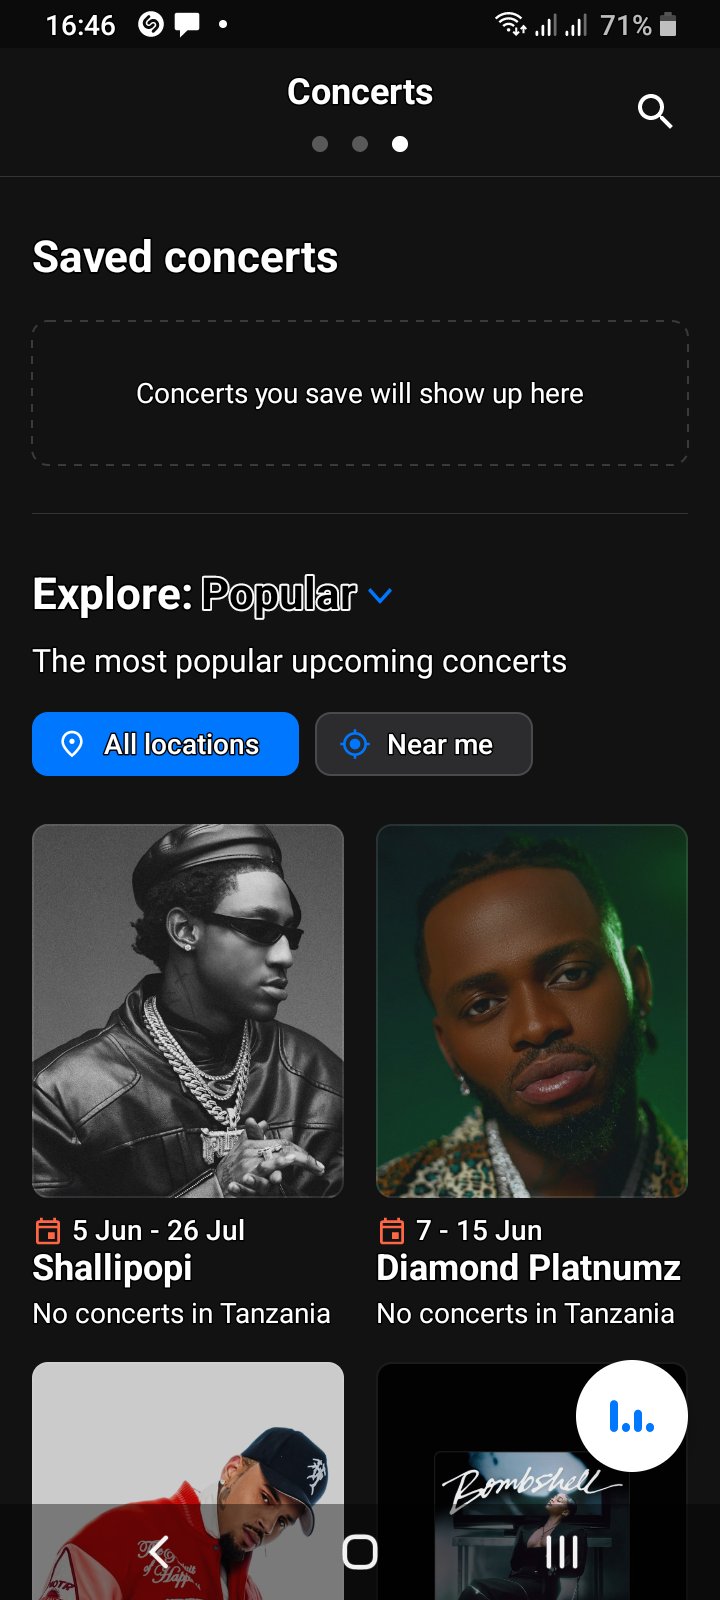 16:46
71%
Concerts
Saved concerts
Concerts you save will show up here
Explore: Popular
The most popular upcoming concerts
All locations
Near me
5 Jun - 26 Jul
Shallipopi
No concerts in Tanzania
7 - 15 Jun
Diamond Platnumz
No concerts in Tanzania
Bombshell